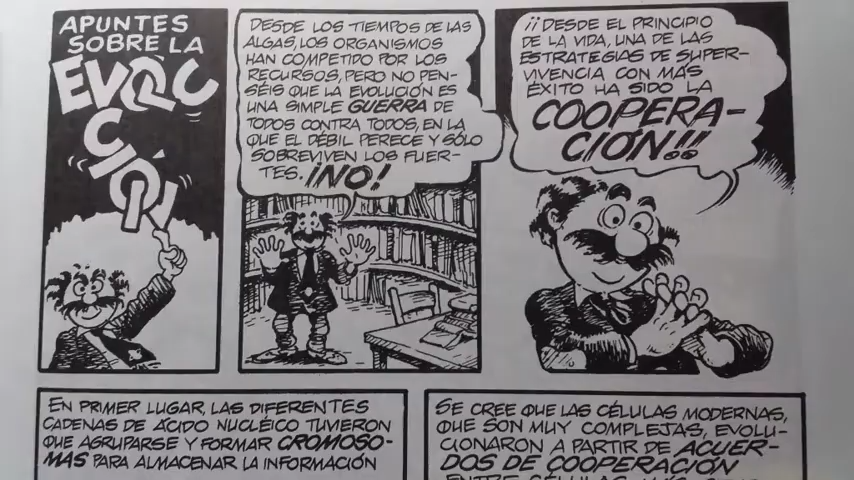 APUNTES
SOBRE LA
EVOLU
CIÓN
DESDE LOS TIEMPOS DE LAS
ALGAS, LOS ORGANISMOS
HAN COMPETIDO POR LOS
RECURSOS, PERO NO PEN-
SÉIS QUE LA EVOLUCIÓN ES
UNA SIMPLE GUERRA DE
TODOS CONTRA TODOS, EN LA
QUE EL DÉBIL PERECE Y SÓLO
SOBREVIVEN LOS FUER-
TES. ¡NO!
¡¡DESDE EL PRINCIPIO
DE LA VIDA, UNA DE LAS
ESTRATEGIAS DE SUPER-
VIVENCIA CON MÁS
ÉXITO HA SIDO LA
COOPERA-
CIÓN!!
EN PRIMER LUGAR, LAS DIFERENTES
CADENAS DE ÁCIDO NUCLÉICO TUVIERON
QUE AGRUPARSE Y FORMAR CROMOSO-
MAS PARA ALMACENAR LA INFORMACIÓN
SE CREE QUE LAS CÉLULAS MODERNAS,
QUE SON MUY COMPLEJAS, EVOLU-
CIONARON A PARTIR DE ACUER-
DOS DE COOPERACIÓN